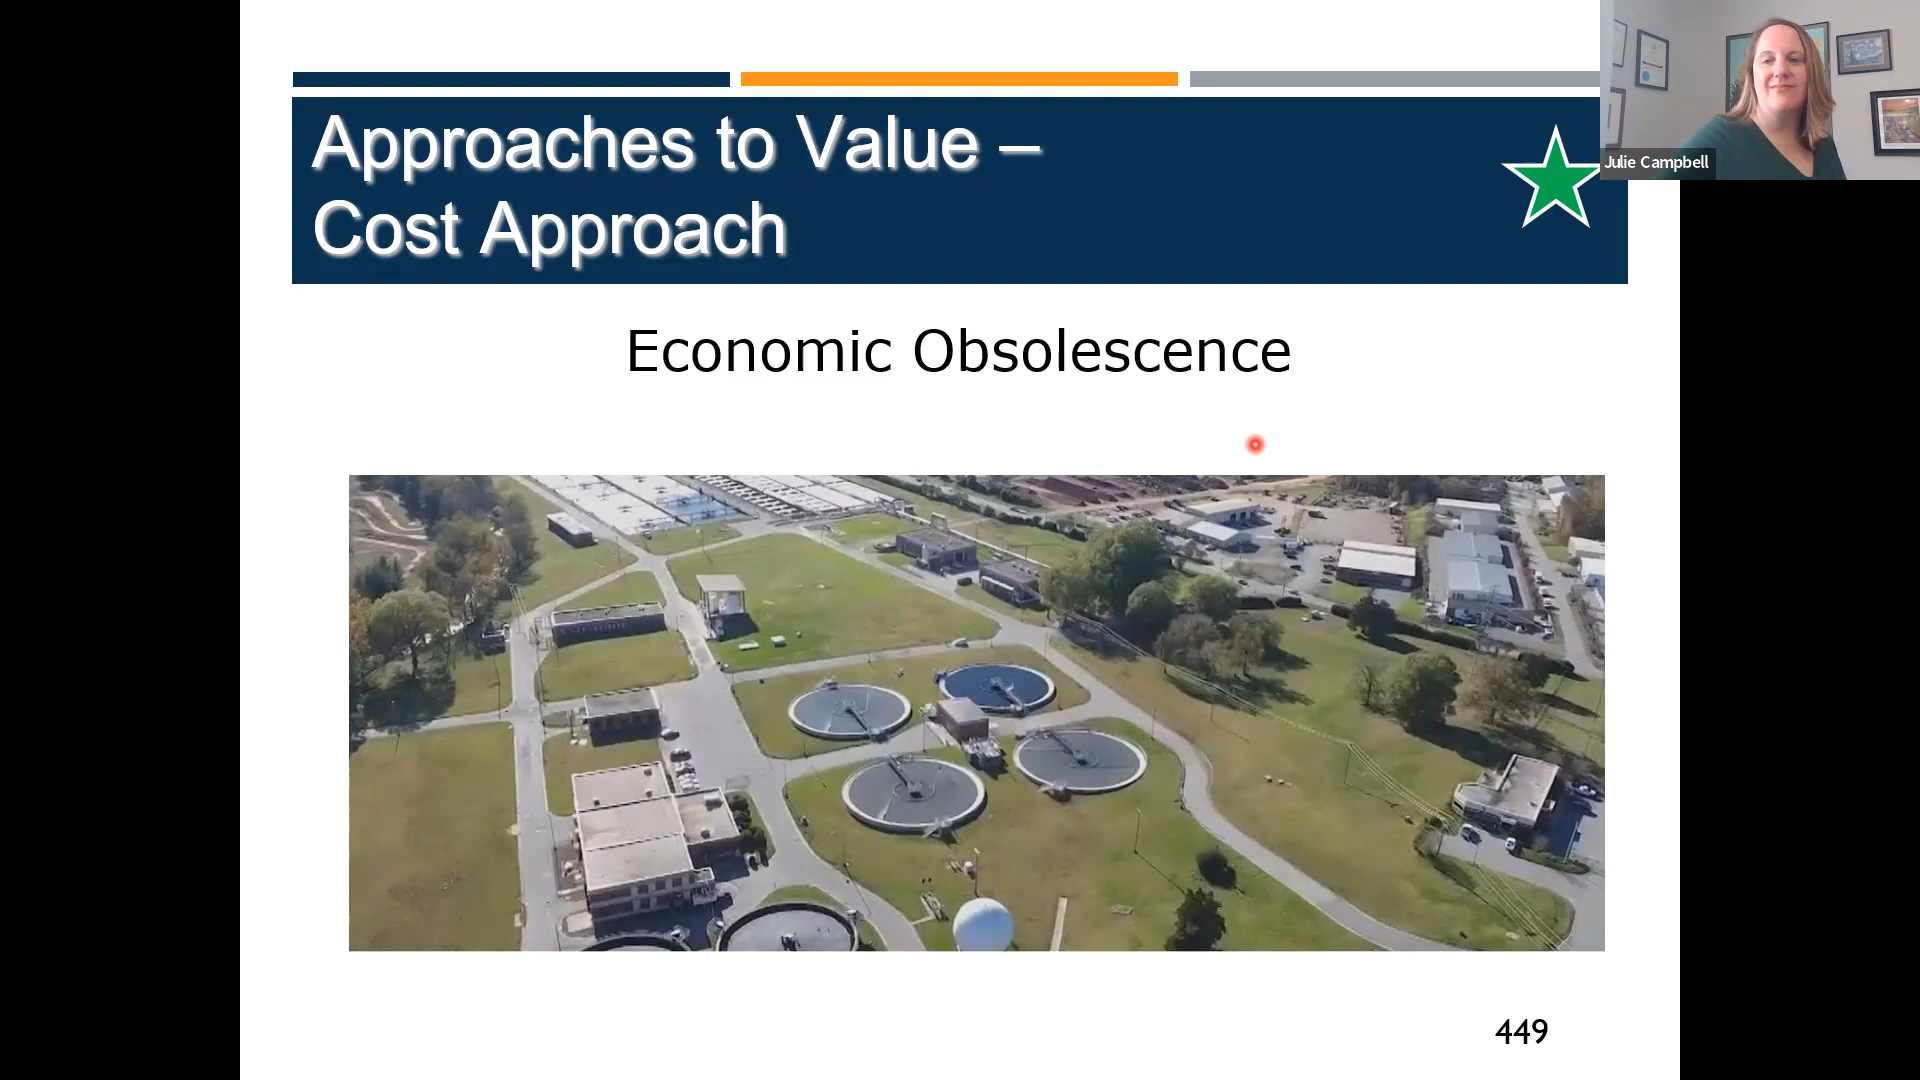 Approaches to Value –
Cost Approach
Julie Campbell
Economic Obsolescence
449